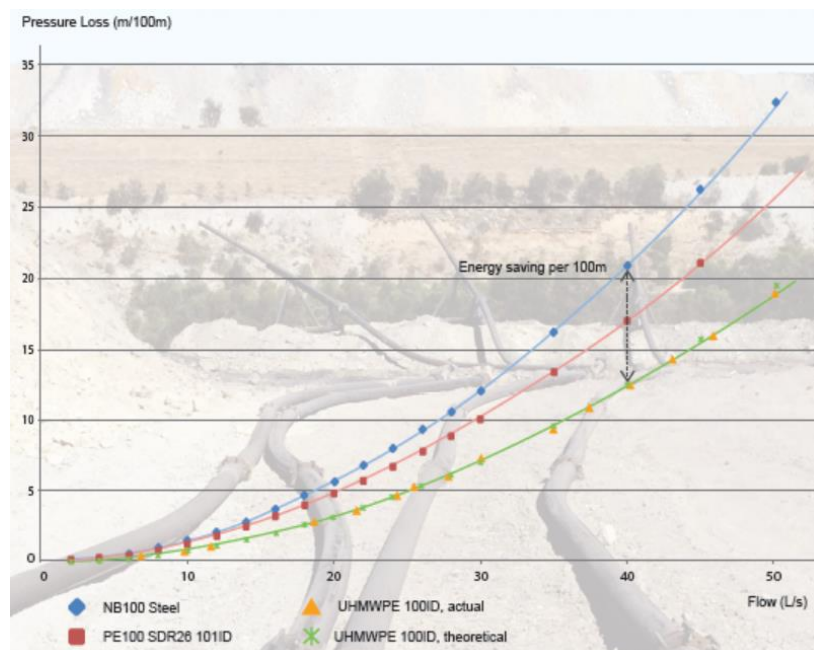 Pressure Loss (m/100m)
35
30
25
20
15
10
5
0
Energy saving per 100m
0 10 20 30 40 50
Flow (L/s)
NB100 Steel
UHMWPE 100ID, actual
PE100 SDR26 101ID
UHMWPE 100ID, theoretical